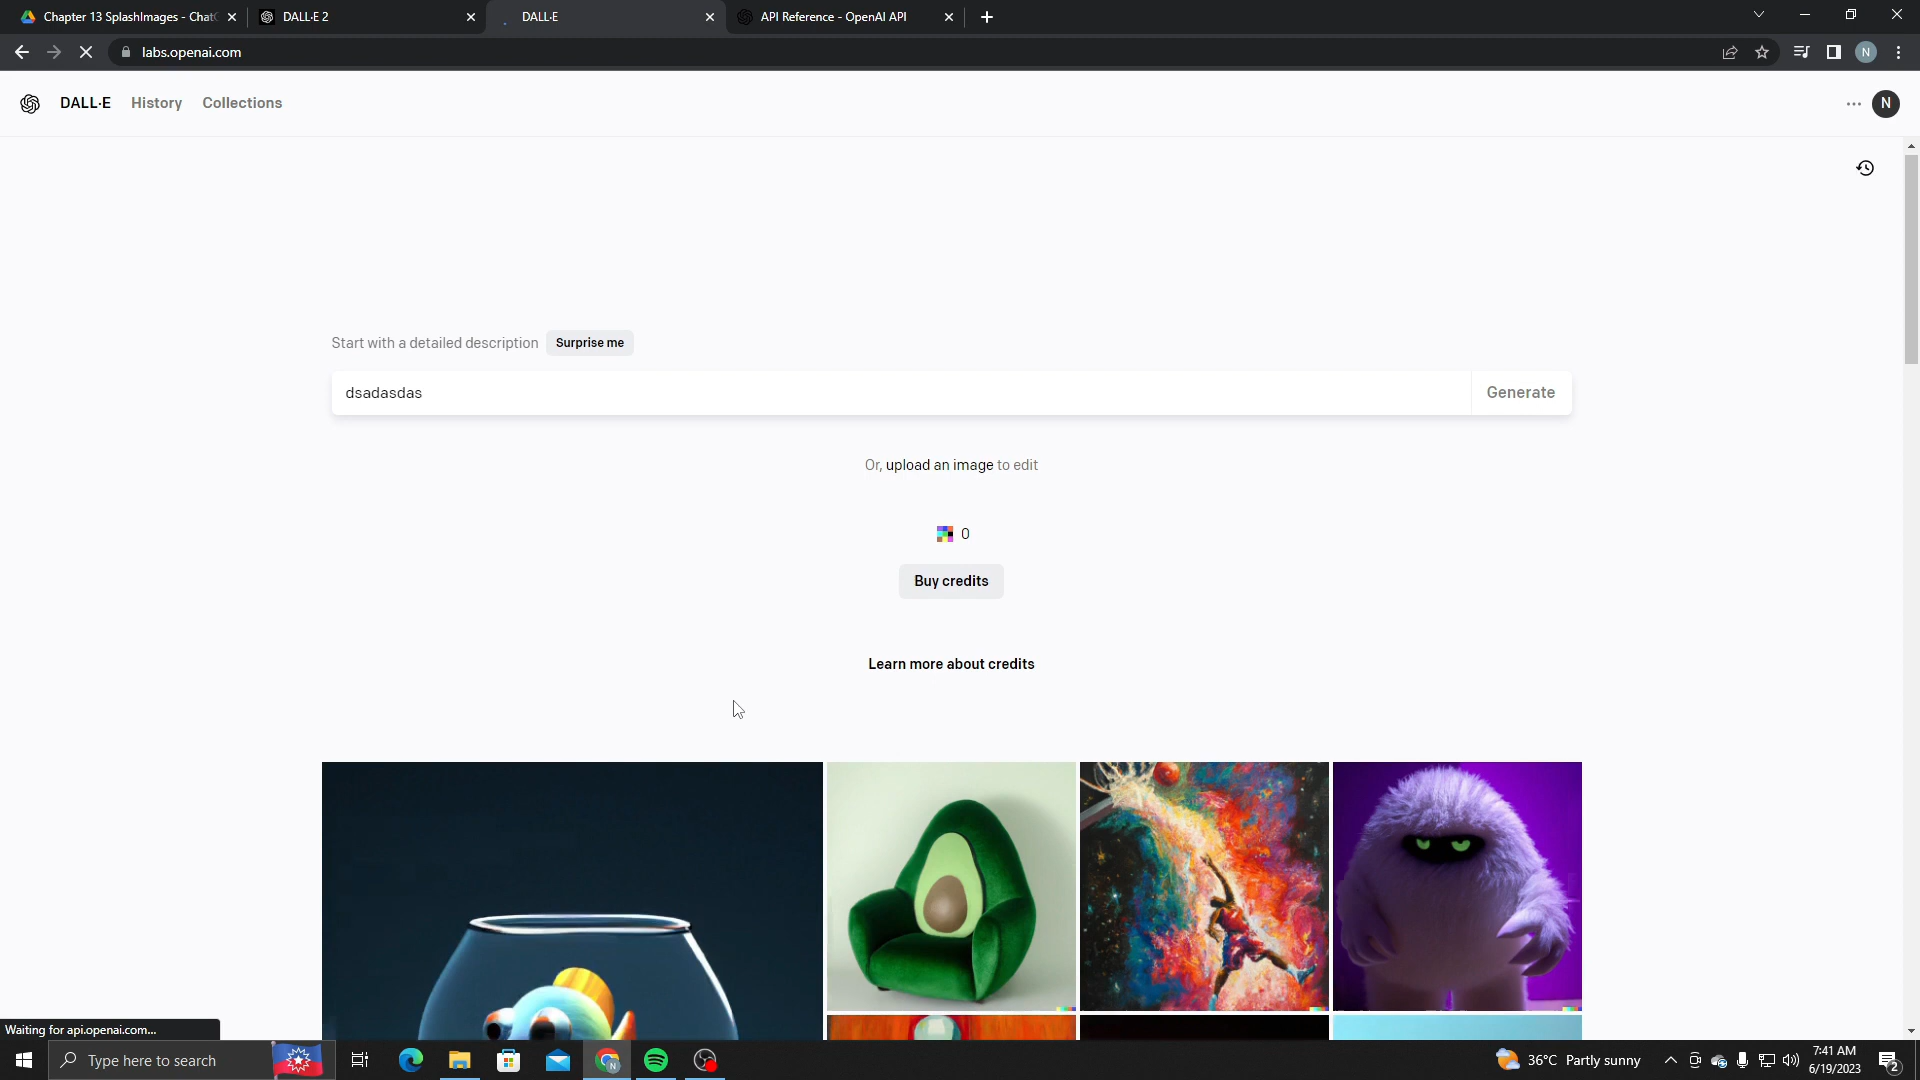 Chapter 13 SplashImages - ChatG
DALL·E 2
DALL·E
API Reference - OpenAI API
labs.openai.com
N
DALL·E
History
Collections
N
Start with a detailed description
Surprise me
dsadasdas
Generate
Or, upload an image to edit
0
Buy credits
Learn more about credits
Waiting for api.openai.com...
Type here to search
N
36°C Partly sunny
7:41 AM
6/19/2023
2